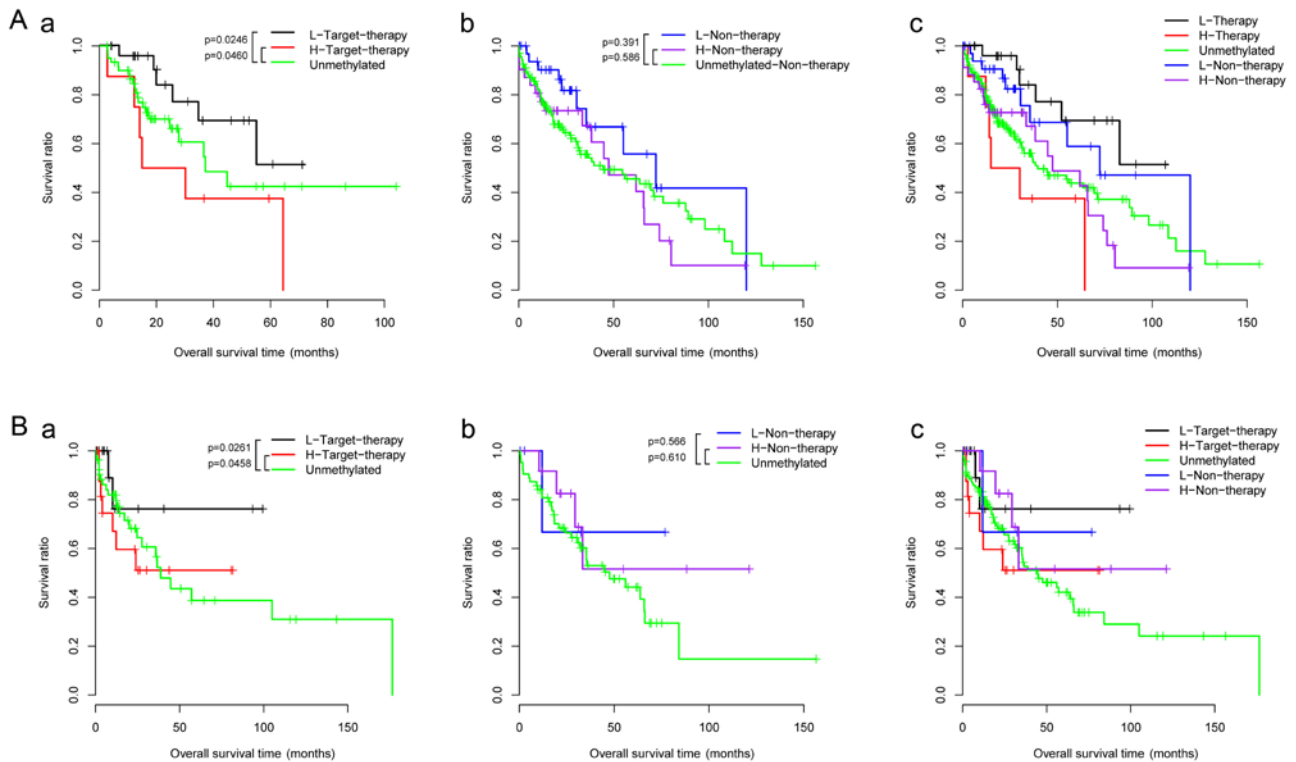 A
a
p=0.0246
p=0.0460
L-Target-therapy
H-Target-therapy
Unmethylated
1.0
0.8
0.6
0.4
0.2
0.0
Survival ratio
0 20 40 60 80 100
Overall survival time (months)
b
p=0.391
p=0.586
L-Non-therapy
H-Non-therapy
Unmethylated-Non-therapy
1.0
0.8
0.6
0.4
0.2
0.0
Survival ratio
0 50 100 150
Overall survival time (months)
c
L-Therapy
H-Therapy
Unmethylated
L-Non-therapy
H-Non-therapy
1.0
0.8
0.6
0.4
0.2
0.0
Survival ratio
0 50 100 150
Overall survival time (months)
B
a
p=0.0261
p=0.0458
L-Target-therapy
H-Target-therapy
Unmethylated
1.0
0.8
0.6
0.4
0.2
0.0
Survival ratio
0 50 100 150
Overall survival time (months)
b
p=0.566
p=0.610
L-Non-therapy
H-Non-therapy
Unmethylated
1.0
0.8
0.6
0.4
0.2
0.0
Survival ratio
0 50 100 150
Overall survival time (months)
c
L-Target-therapy
H-Target-therapy
Unmethylated
L-Non-therapy
H-Non-therapy
1.0
0.8
0.6
0.4
0.2
0.0
Survival ratio
0 50 100 150
Overall survival time (months)